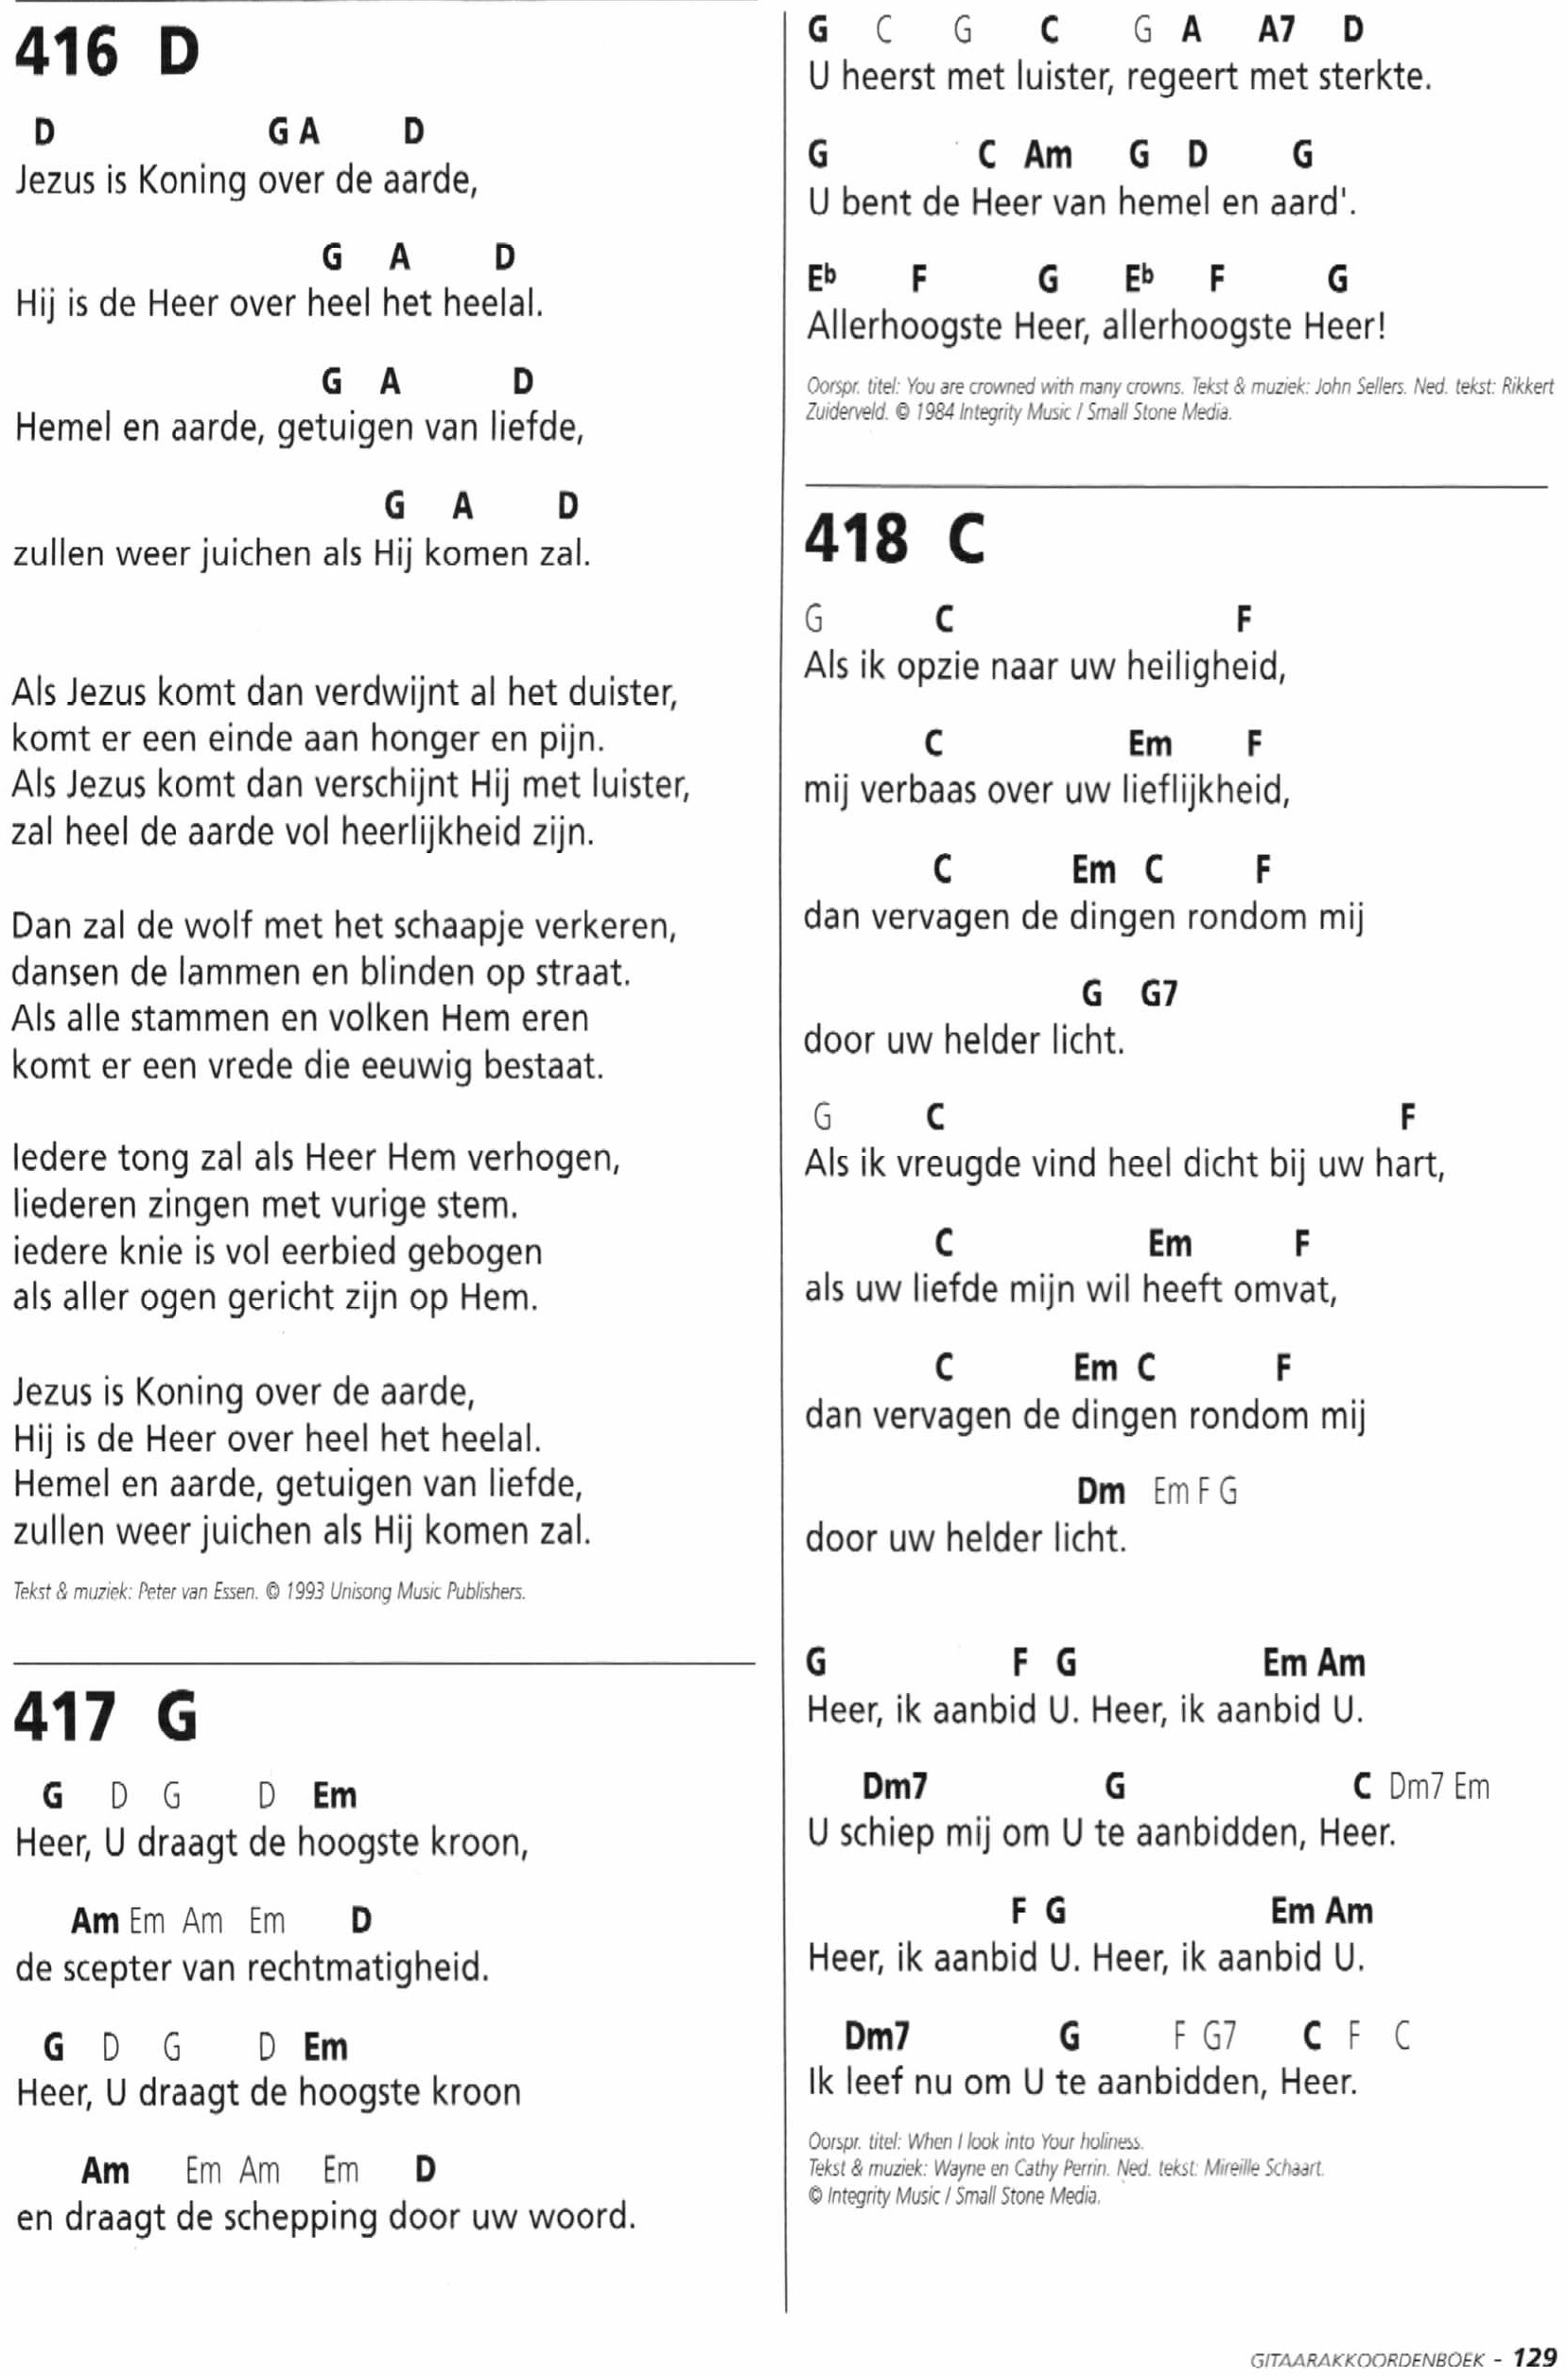 416 D
D GA D
Jezus is Koning over de aarde,
G A D
Hij is de Heer over heel het heelal.
G A D
Hemel en aarde, getuigen van liefde,
G A D
zullen weer juichen als Hij komen zal.
Als Jezus komt dan verdwijnt al het duister,
komt er een einde aan honger en pijn.
Als Jezus komt dan verschijnt Hij met luister,
zal heel de aarde vol heerlijkheid zijn.
Dan zal de wolf met het schaapje verkeren,
dansen de lammen en blinden op straat.
Als alle stammen en volken Hem eren
komt er een vrede die eeuwig bestaat.
Iedere tong zal als Heer Hem verhogen,
liederen zingen met vurige stem.
iedere knie is vol eerbied gebogen
als aller ogen gericht zijn op Hem.
Jezus is Koning over de aarde,
Hij is de Heer over heel het heelal.
Hemel en aarde, getuigen van liefde,
zullen weer juichen als Hij komen zal.
Tekst & muziek: Peter van Essen. © 1993 Unisong Music Publishers.
417 G
G D G D Em
Heer, U draagt de hoogste kroon,
Am Em Am Em D
de scepter van rechtmatigheid.
G D G D Em
Heer, U draagt de hoogste kroon
Am Em Am Em D
en draagt de schepping door uw woord.
G C G C G A A7 D
U heerst met luister, regeert met sterkte.
G C Am G D G
U bent de Heer van hemel en aard'.
Eb F G Eb F G
Allerhoogste Heer, allerhoogste Heer!
Oorspr. titel: You are crowned with many crowns. Tekst & muziek: John Sellers. Ned. tekst: Rikkert
Zuiderveld. © 1984 Integrity Music / Small Stone Media.
418 C
G C F
Als ik opzie naar uw heiligheid,
C Em F
mij verbaas over uw lieflijkheid,
C Em C F
dan vervagen de dingen rondom mij
G G7
door uw helder licht.
G C F
Als ik vreugde vind heel dicht bij uw hart,
C Em F
als uw liefde mijn wil heeft omvat,
C Em C F
dan vervagen de dingen rondom mij
Dm Em F G
door uw helder licht.
G F G Em Am
Heer, ik aanbid U. Heer, ik aanbid U.
Dm7 G C Dm7 Em
U schiep mij om U te aanbidden, Heer.
F G Em Am
Heer, ik aanbid U. Heer, ik aanbid U.
Dm7 G F G7 C F C
Ik leef nu om U te aanbidden, Heer.
Oorspr. titel: When I look into Your holiness.
Tekst & muziek: Wayne en Cathy Perrin. Ned. tekst: Mireille Schaart.
© Integrity Music / Small Stone Media.
GITAARAKKOORDENBOEK - 129